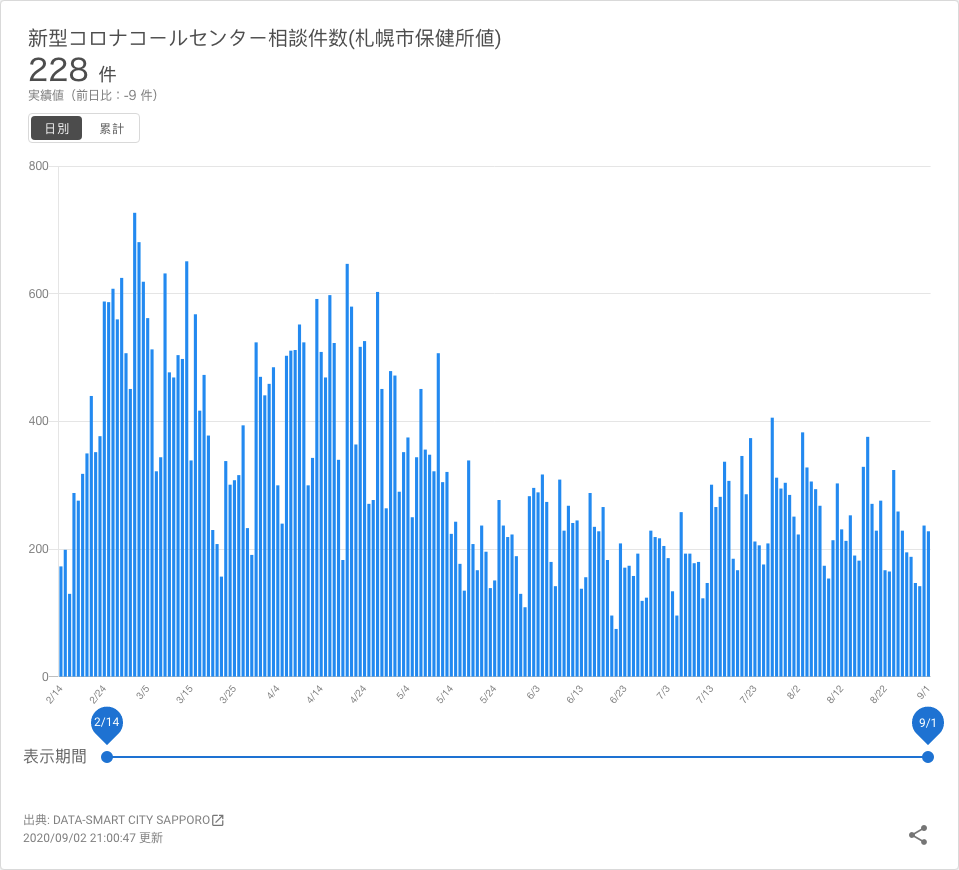 新型コロナコールセンター相談件数(札幌市保健所値)
228 件
実績値（前日比：-9 件）
日別 累計
800
600
400
200
0
2/14 2/24 3/5 3/15 3/25 4/4 4/14 4/24 5/4 5/14 5/24 6/3 6/13 6/23 7/3 7/13 7/23 8/2 8/12 8/22 9/1
2/14 9/1
表示期間
出典: DATA-SMART CITY SAPPORO
2020/09/02 21:00:47 更新